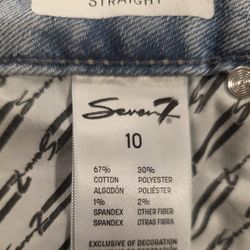 STRAIGHT
Seven7®
10
67% 30%
COTTON POLYESTER
ALGODÓN POLIÉSTER
1% 2%
SPANDEX OTHER FIBER
SPANDEX OTRAS FIBRAS
EXCLUSIVE OF DECORATION